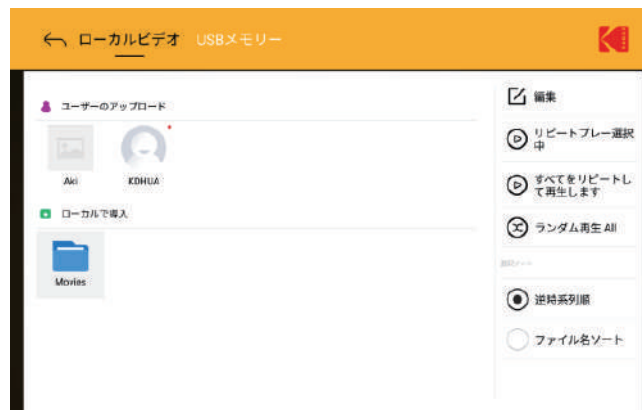 ローカルビデオ USBメモリー
ユーザーのアップロード
Aki KDHUA
ローカルで導入
Movies
編集
リピートプレー選択
中
すべてをリピートし
て再生します
ランダム再生 All
逆時系列順
ファイル名ソート